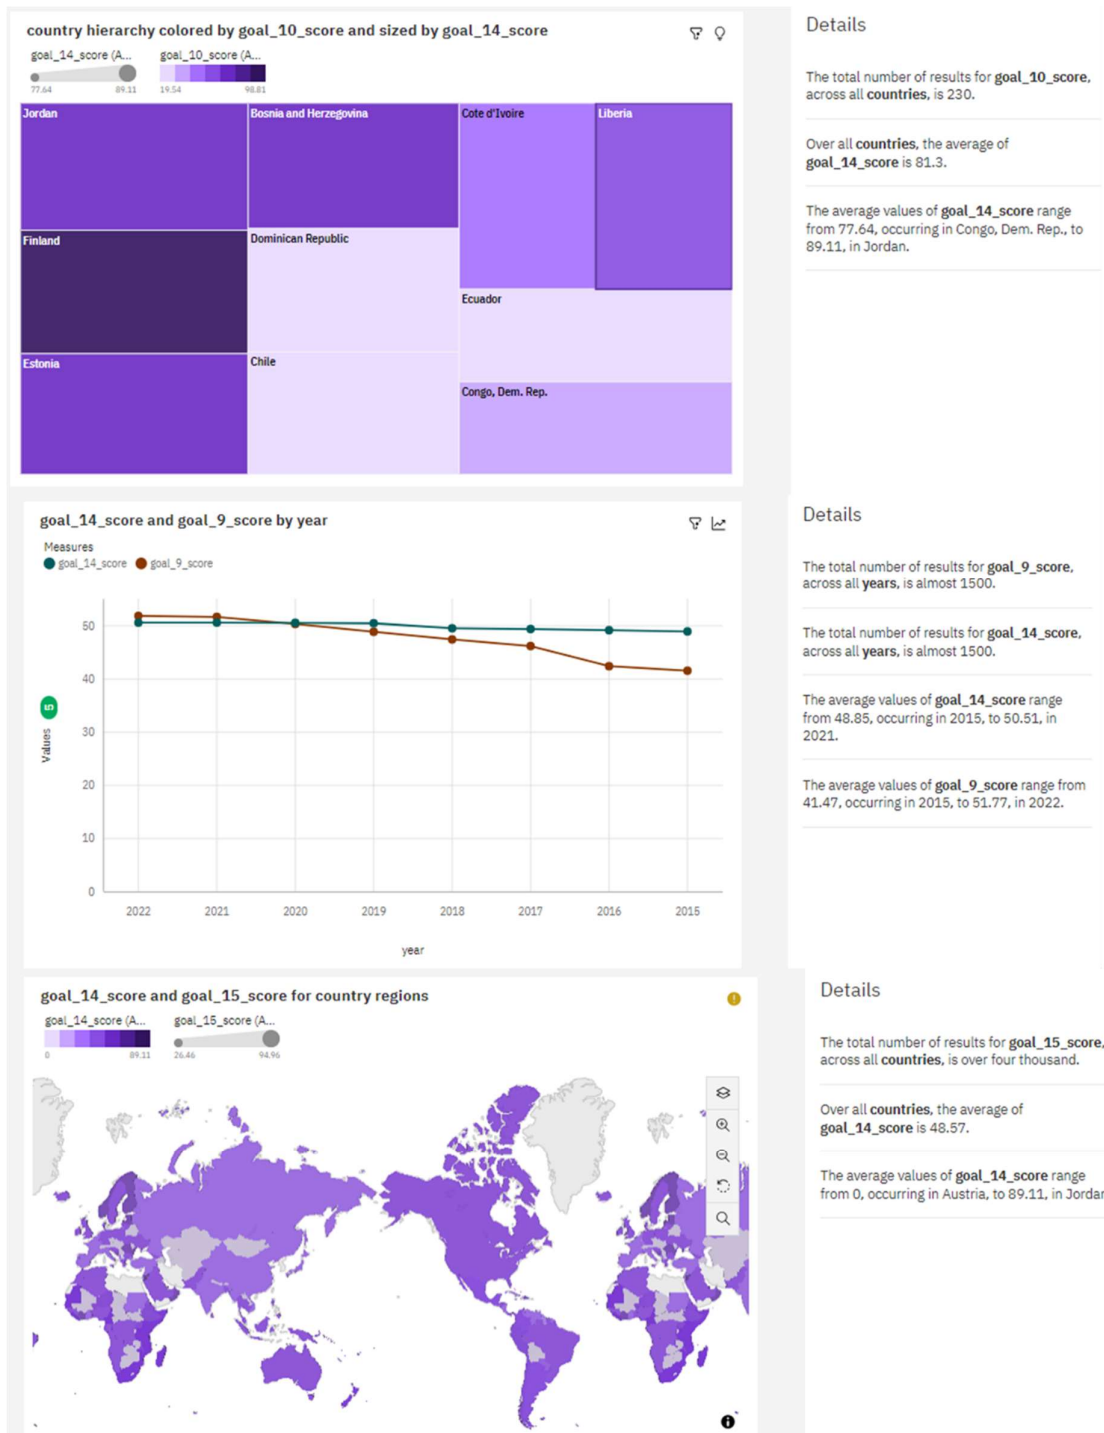 country hierarchy colored by goal_10_score and sized by goal_14_score
goal_14_score (A...
goal_10_score (A...
77.64
89.11
19.54
98.81
Jordan
Bosnia and Herzegovina
Cote d'Ivoire
Liberia
Finland
Dominican Republic
Ecuador
Estonia
Chile
Congo, Dem. Rep.
Details
The total number of results for goal_10_score,
across all countries, is 230.
Over all countries, the average of
goal_14_score is 81.3.
The average values of goal_14_score range
from 77.64, occurring in Congo, Dem. Rep., to
89.11, in Jordan.
goal_14_score and goal_9_score by year
Measures
goal_14_score
goal_9_score
Values
5
50
40
30
20
10
0
2022
2021
2020
2019
2018
2017
2016
2015
year
Details
The total number of results for goal_9_score,
across all years, is almost 1500.
The total number of results for goal_14_score,
across all years, is almost 1500.
The average values of goal_14_score range
from 48.85, occurring in 2015, to 50.51, in
2021.
The average values of goal_9_score range from
41.47, occurring in 2015, to 51.77, in 2022.
goal_14_score and goal_15_score for country regions
goal_14_score (A...
goal_15_score (A...
0
89.11
26.46
94.96
Details
The total number of results for goal_15_score,
across all countries, is over four thousand.
Over all countries, the average of
goal_14_score is 48.57.
The average values of goal_14_score range
from 0, occurring in Austria, to 89.11, in Jordan